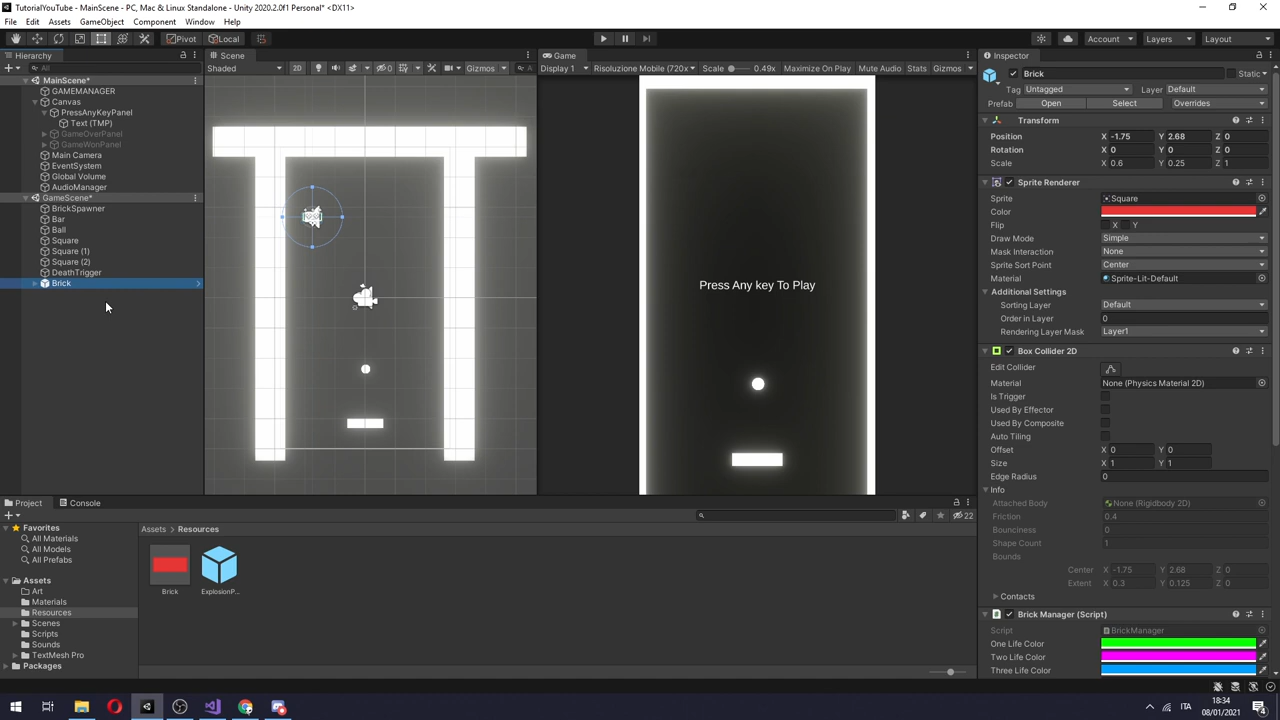 TutorialYouTube - MainScene - PC, Mac & Linux Standalone - Unity 2020.2.0f1 Personal* <DX11>
File Edit Assets GameObject Component Window Help
Pivot Local Account Layers Layout
Hierarchy Scene Game Inspector
All Shaded 2D 0 Gizmos A Display 1 Risoluzione Mobile (720x Scale 0.49x Maximize On Play Mute Audio Stats Gizmos Brick Static
MainScene*
GAMEMANAGER
Canvas
PressAnyKeyPanel
Text (TMP)
GameOverPanel
GameWonPanel
Main Camera
EventSystem
Global Volume
AudioManager
GameScene*
BrickSpawner
Bar
Ball
Square
Square (1)
Square (2)
DeathTrigger
Brick
Press Any key To Play
Tag Untagged Layer Default
Prefab Open Select Overrides
Transform
Position X -1.75 Y 2.68 Z 0
Rotation X 0 Y 0 Z 0
Scale X 0.6 Y 0.25 Z 1
Sprite Renderer
Sprite Square
Color
Flip X Y
Draw Mode Simple
Mask Interaction None
Sprite Sort Point Center
Material Sprite-Lit-Default
Additional Settings
Sorting Layer Default
Order in Layer 0
Rendering Layer Mask Layer1
Box Collider 2D
Edit Collider
Material None (Physics Material 2D)
Is Trigger
Used By Effector
Used By Composite
Auto Tiling
Offset X 0 Y 0
Size X 1 Y 1
Edge Radius 0
Info
Attached Body None (Rigidbody 2D)
Friction 0.4
Bounciness 0
Shape Count 1
Bounds
Center X -1.75 Y 2.68 Z 0
Extent X 0.3 Y 0.125 Z 0
Contacts
Brick Manager (Script)
Script BrickManager
One Life Color
Two Life Color
Three Life Color
Project Console
22
Favorites
All Materials
All Models
All Prefabs
Assets
Art
Materials
Resources
Scenes
Scripts
Sounds
TextMesh Pro
Packages
Assets > Resources
Brick ExplosionP...
ITA 18:34
08/01/2021 4